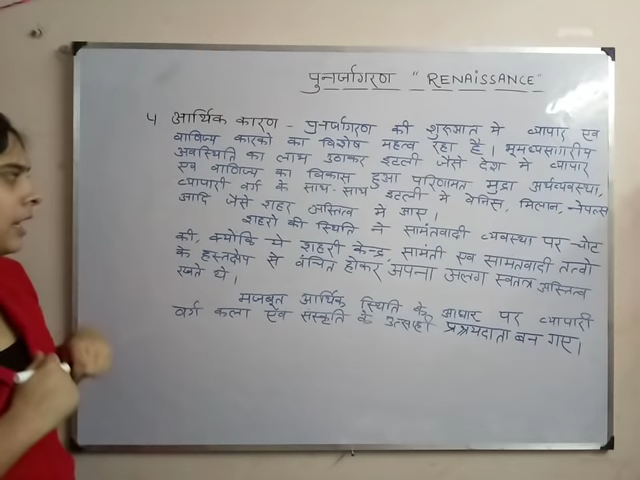 पुनर्जागरण "RENAISSANCE"
4 आर्थिक कारण - पुनर्जागरण की शुरुआत मे व्यापार एव
वाणिज्य कारको का विशेष महत्व रहा है। भूमध्यसागरीय
अवस्थिति का लाभ उठाकर इटली जैसे देश मे व्यापार
एव वाणिज्य का विकास हुआ परिणामत मुद्रा अर्थव्यवस्था,
व्यापारी वर्ग के साथ-साथ इटली मे वेनिस, मिलान, नेपल्स
आदि जैसे शहर अस्तित्व मे आए।
शहरो की स्थिति ने सामंतवादी व्यवस्था पर चोट
की, क्योकि ये शहरी केन्द्र, सामंती एव सामंतवादी तत्वो
के हस्तक्षेप से वंचित होकर अपना अलग स्वतंत्र अस्तित्व
रखते थे।
मजबूत आर्थिक स्थिति के आधार पर व्यापारी
वर्ग कला ऐव संस्कृति के उत्साही प्रश्रयदाता बन गए।